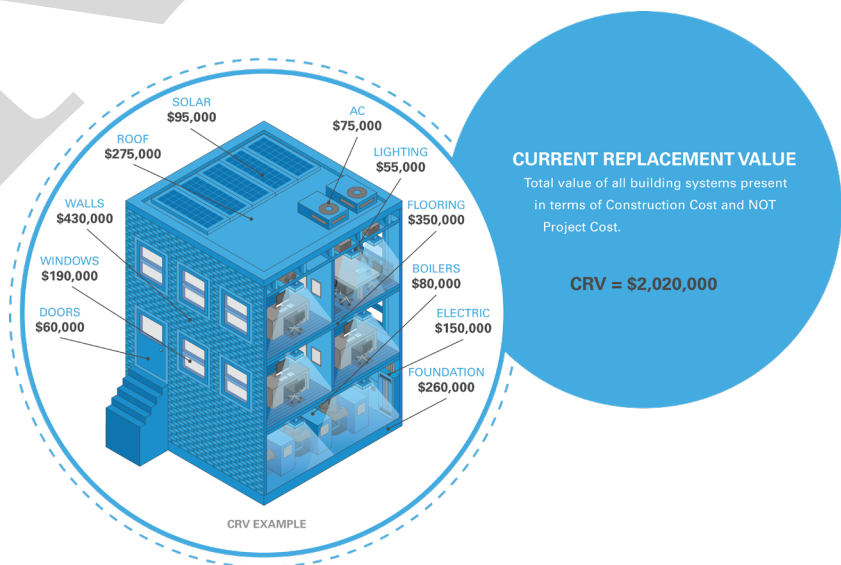 SOLAR
$95,000
AC
$75,000
ROOF
$275,000
LIGHTING
$55,000
WALLS
$430,000
FLOORING
$350,000
WINDOWS
$190,000
BOILERS
$80,000
DOORS
$60,000
ELECTRIC
$150,000
FOUNDATION
$260,000
CRV EXAMPLE
CURRENT REPLACEMENT VALUE
Total value of all building systems present
in terms of Construction Cost and NOT
Project Cost.
CRV = $2,020,000